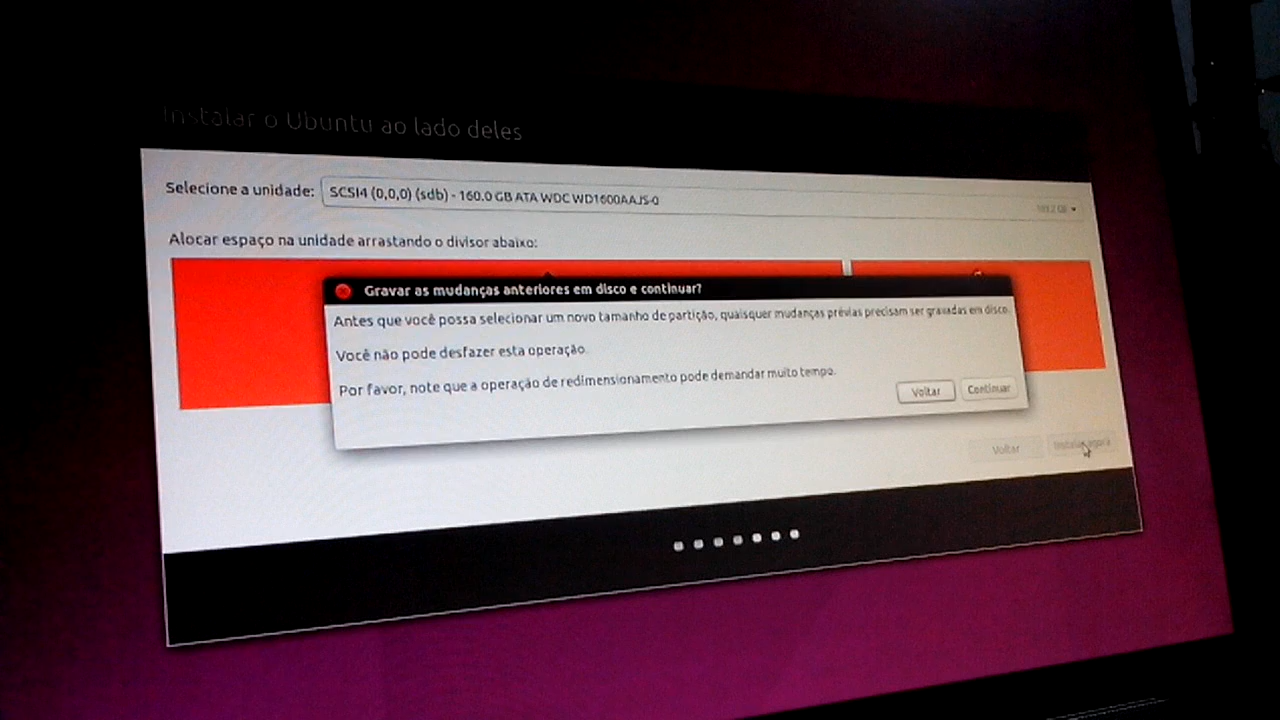 Instalar o Ubuntu ao lado deles
Selecione a unidade: SCSI4 (0,0,0) (sdb) - 160.0 GB ATA WDC WD1600AAJS-0
Alocar espaço na unidade arrastando o divisor abaixo:
Gravar as mudanças anteriores em disco e continuar?
Antes que você possa selecionar um novo tamanho de partição, quaisquer mudanças prévias precisam ser gravadas em disco.
Você não pode desfazer esta operação.
Por favor, note que a operação de redimensionamento pode demandar muito tempo.
Voltar Continuar
Voltar Instalar agora